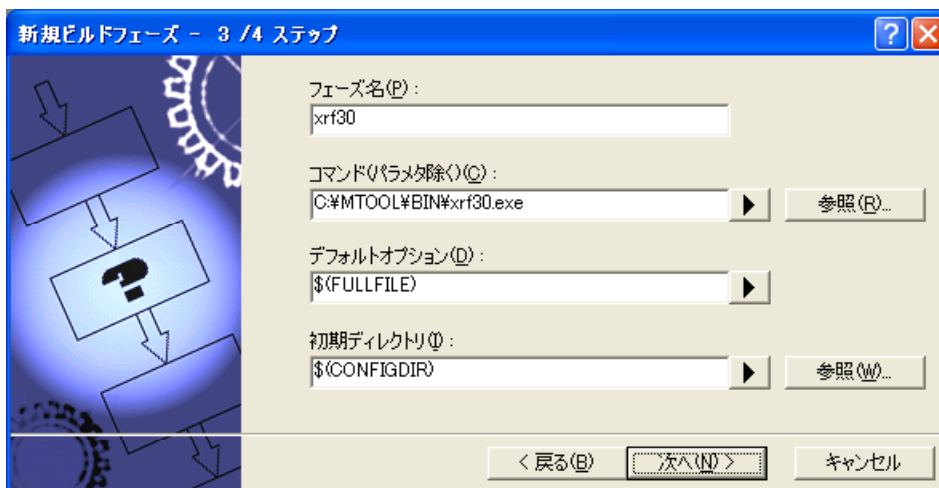 新規ビルドフェーズ - 3 /4 ステップ
フェーズ名(P) :
xrf30
コマンド(パラメタ除く)(C) :
C:¥MTOOL¥BIN¥xrf30.exe
参照(R)...
デフォルトオプション(D) :
$(FULLFILE)
初期ディレクトリ(I) :
$(CONFIGDIR)
参照(W)...
< 戻る(B)
次へ(N) >
キャンセル